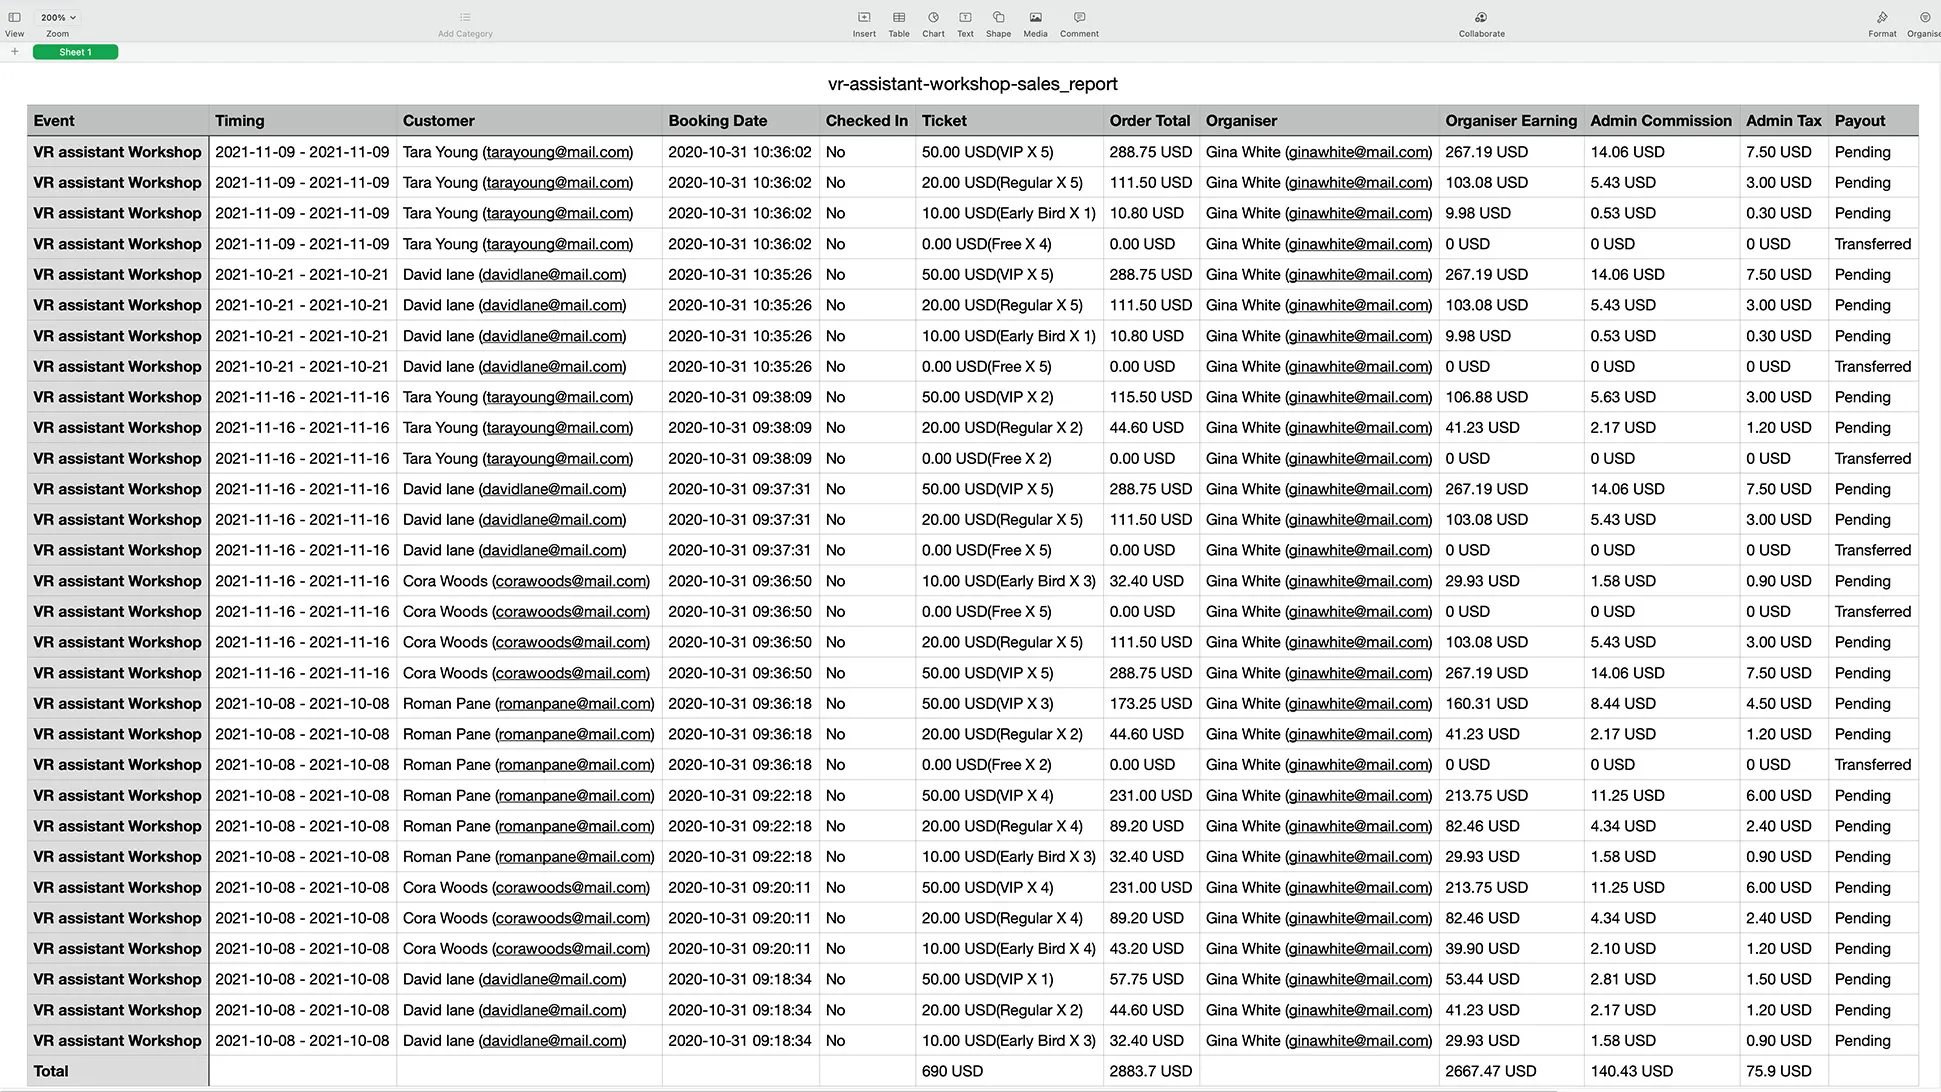 200%
View Zoom Add Category Insert Table Chart Text Shape Media Comment Collaborate Format Organise
+ Sheet 1
vr-assistant-workshop-sales_report
Event Timing Customer Booking Date Checked In Ticket Order Total Organiser Organiser Earning Admin Commission Admin Tax Payout
VR assistant Workshop 2021-11-09 - 2021-11-09 Tara Young (tarayoung@mail.com) 2020-10-31 10:36:02 No 50.00 USD(VIP X 5) 288.75 USD Gina White (ginawhite@mail.com) 267.19 USD 14.06 USD 7.50 USD Pending
VR assistant Workshop 2021-11-09 - 2021-11-09 Tara Young (tarayoung@mail.com) 2020-10-31 10:36:02 No 20.00 USD(Regular X 5) 111.50 USD Gina White (ginawhite@mail.com) 103.08 USD 5.43 USD 3.00 USD Pending
VR assistant Workshop 2021-11-09 - 2021-11-09 Tara Young (tarayoung@mail.com) 2020-10-31 10:36:02 No 10.00 USD(Early Bird X 1) 10.80 USD Gina White (ginawhite@mail.com) 9.98 USD 0.53 USD 0.30 USD Pending
VR assistant Workshop 2021-11-09 - 2021-11-09 Tara Young (tarayoung@mail.com) 2020-10-31 10:36:02 No 0.00 USD(Free X 4) 0.00 USD Gina White (ginawhite@mail.com) 0 USD 0 USD 0 USD Transferred
VR assistant Workshop 2021-10-21 - 2021-10-21 David lane (davidlane@mail.com) 2020-10-31 10:35:26 No 50.00 USD(VIP X 5) 288.75 USD Gina White (ginawhite@mail.com) 267.19 USD 14.06 USD 7.50 USD Pending
VR assistant Workshop 2021-10-21 - 2021-10-21 David lane (davidlane@mail.com) 2020-10-31 10:35:26 No 20.00 USD(Regular X 5) 111.50 USD Gina White (ginawhite@mail.com) 103.08 USD 5.43 USD 3.00 USD Pending
VR assistant Workshop 2021-10-21 - 2021-10-21 David lane (davidlane@mail.com) 2020-10-31 10:35:26 No 10.00 USD(Early Bird X 1) 10.80 USD Gina White (ginawhite@mail.com) 9.98 USD 0.53 USD 0.30 USD Pending
VR assistant Workshop 2021-10-21 - 2021-10-21 David lane (davidlane@mail.com) 2020-10-31 10:35:26 No 0.00 USD(Free X 5) 0.00 USD Gina White (ginawhite@mail.com) 0 USD 0 USD 0 USD Transferred
VR assistant Workshop 2021-11-16 - 2021-11-16 Tara Young (tarayoung@mail.com) 2020-10-31 09:38:09 No 50.00 USD(VIP X 2) 115.50 USD Gina White (ginawhite@mail.com) 106.88 USD 5.63 USD 3.00 USD Pending
VR assistant Workshop 2021-11-16 - 2021-11-16 Tara Young (tarayoung@mail.com) 2020-10-31 09:38:09 No 20.00 USD(Regular X 2) 44.60 USD Gina White (ginawhite@mail.com) 41.23 USD 2.17 USD 1.20 USD Pending
VR assistant Workshop 2021-11-16 - 2021-11-16 Tara Young (tarayoung@mail.com) 2020-10-31 09:38:09 No 0.00 USD(Free X 2) 0.00 USD Gina White (ginawhite@mail.com) 0 USD 0 USD 0 USD Transferred
VR assistant Workshop 2021-11-16 - 2021-11-16 David lane (davidlane@mail.com) 2020-10-31 09:37:31 No 50.00 USD(VIP X 5) 288.75 USD Gina White (ginawhite@mail.com) 267.19 USD 14.06 USD 7.50 USD Pending
VR assistant Workshop 2021-11-16 - 2021-11-16 David lane (davidlane@mail.com) 2020-10-31 09:37:31 No 20.00 USD(Regular X 5) 111.50 USD Gina White (ginawhite@mail.com) 103.08 USD 5.43 USD 3.00 USD Pending
VR assistant Workshop 2021-11-16 - 2021-11-16 David lane (davidlane@mail.com) 2020-10-31 09:37:31 No 0.00 USD(Free X 5) 0.00 USD Gina White (ginawhite@mail.com) 0 USD 0 USD 0 USD Transferred
VR assistant Workshop 2021-11-16 - 2021-11-16 Cora Woods (corawoods@mail.com) 2020-10-31 09:36:50 No 10.00 USD(Early Bird X 3) 32.40 USD Gina White (ginawhite@mail.com) 29.93 USD 1.58 USD 0.90 USD Pending
VR assistant Workshop 2021-11-16 - 2021-11-16 Cora Woods (corawoods@mail.com) 2020-10-31 09:36:50 No 0.00 USD(Free X 5) 0.00 USD Gina White (ginawhite@mail.com) 0 USD 0 USD 0 USD Transferred
VR assistant Workshop 2021-11-16 - 2021-11-16 Cora Woods (corawoods@mail.com) 2020-10-31 09:36:50 No 20.00 USD(Regular X 5) 111.50 USD Gina White (ginawhite@mail.com) 103.08 USD 5.43 USD 3.00 USD Pending
VR assistant Workshop 2021-11-16 - 2021-11-16 Cora Woods (corawoods@mail.com) 2020-10-31 09:36:50 No 50.00 USD(VIP X 5) 288.75 USD Gina White (ginawhite@mail.com) 267.19 USD 14.06 USD 7.50 USD Pending
VR assistant Workshop 2021-10-08 - 2021-10-08 Roman Pane (romanpane@mail.com) 2020-10-31 09:36:18 No 50.00 USD(VIP X 3) 173.25 USD Gina White (ginawhite@mail.com) 160.31 USD 8.44 USD 4.50 USD Pending
VR assistant Workshop 2021-10-08 - 2021-10-08 Roman Pane (romanpane@mail.com) 2020-10-31 09:36:18 No 20.00 USD(Regular X 2) 44.60 USD Gina White (ginawhite@mail.com) 41.23 USD 2.17 USD 1.20 USD Pending
VR assistant Workshop 2021-10-08 - 2021-10-08 Roman Pane (romanpane@mail.com) 2020-10-31 09:36:18 No 0.00 USD(Free X 2) 0.00 USD Gina White (ginawhite@mail.com) 0 USD 0 USD 0 USD Transferred
VR assistant Workshop 2021-10-08 - 2021-10-08 Roman Pane (romanpane@mail.com) 2020-10-31 09:22:18 No 50.00 USD(VIP X 4) 231.00 USD Gina White (ginawhite@mail.com) 213.75 USD 11.25 USD 6.00 USD Pending
VR assistant Workshop 2021-10-08 - 2021-10-08 Roman Pane (romanpane@mail.com) 2020-10-31 09:22:18 No 20.00 USD(Regular X 4) 89.20 USD Gina White (ginawhite@mail.com) 82.46 USD 4.34 USD 2.40 USD Pending
VR assistant Workshop 2021-10-08 - 2021-10-08 Roman Pane (romanpane@mail.com) 2020-10-31 09:22:18 No 10.00 USD(Early Bird X 3) 32.40 USD Gina White (ginawhite@mail.com) 29.93 USD 1.58 USD 0.90 USD Pending
VR assistant Workshop 2021-10-08 - 2021-10-08 Cora Woods (corawoods@mail.com) 2020-10-31 09:20:11 No 50.00 USD(VIP X 4) 231.00 USD Gina White (ginawhite@mail.com) 213.75 USD 11.25 USD 6.00 USD Pending
VR assistant Workshop 2021-10-08 - 2021-10-08 Cora Woods (corawoods@mail.com) 2020-10-31 09:20:11 No 20.00 USD(Regular X 4) 89.20 USD Gina White (ginawhite@mail.com) 82.46 USD 4.34 USD 2.40 USD Pending
VR assistant Workshop 2021-10-08 - 2021-10-08 Cora Woods (corawoods@mail.com) 2020-10-31 09:20:11 No 10.00 USD(Early Bird X 4) 43.20 USD Gina White (ginawhite@mail.com) 39.90 USD 2.10 USD 1.20 USD Pending
VR assistant Workshop 2021-10-08 - 2021-10-08 David lane (davidlane@mail.com) 2020-10-31 09:18:34 No 50.00 USD(VIP X 1) 57.75 USD Gina White (ginawhite@mail.com) 53.44 USD 2.81 USD 1.50 USD Pending
VR assistant Workshop 2021-10-08 - 2021-10-08 David lane (davidlane@mail.com) 2020-10-31 09:18:34 No 20.00 USD(Regular X 2) 44.60 USD Gina White (ginawhite@mail.com) 41.23 USD 2.17 USD 1.20 USD Pending
VR assistant Workshop 2021-10-08 - 2021-10-08 David lane (davidlane@mail.com) 2020-10-31 09:18:34 No 10.00 USD(Early Bird X 3) 32.40 USD Gina White (ginawhite@mail.com) 29.93 USD 1.58 USD 0.90 USD Pending
Total 690 USD 2883.7 USD 2667.47 USD 140.43 USD 75.9 USD